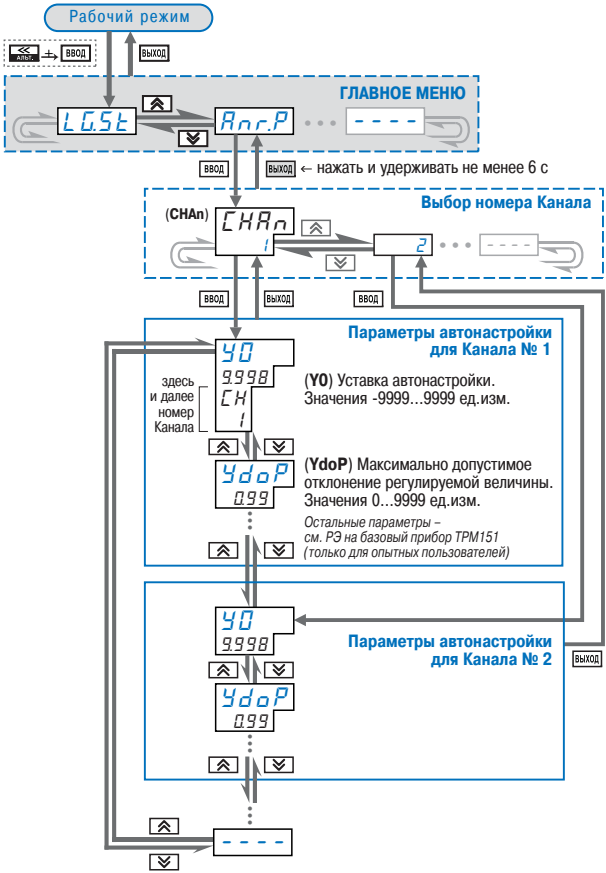 Рабочий режим
≪ АЛЬТ. + ВВОД
ВЫХОД
ГЛАВНОЕ МЕНЮ
LG.St
Anr.P
- - - -
ВВОД
ВЫХОД ← нажать и удерживать не менее 6 с
Выбор номера Канала
(CHAn)
CHAn
1
2
- - - -
ВВОД
ВЫХОД
ВВОД
Параметры автонастройки
для Канала № 1
Y0
9.998
CH
1
здесь
и далее
номер
Канала
(Y0) Уставка автонастройки.
Значения -9999...9999 ед.изм.
YdoP
0.99
(YdoP) Максимально допустимое
отклонение регулируемой величины.
Значения 0...9999 ед.изм.
Остальные параметры –
см. РЭ на базовый прибор ТРМ151
(только для опытных пользователей)
Y0
9.998
Параметры автонастройки
для Канала № 2
ВЫХОД
YdoP
0.99
- - - -